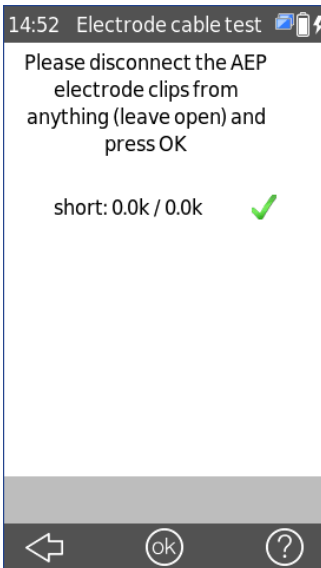 14:52 Electrode cable test
Please disconnect the AEP
electrode clips from
anything (leave open) and
press OK
short: 0.0k / 0.0k
ok
?